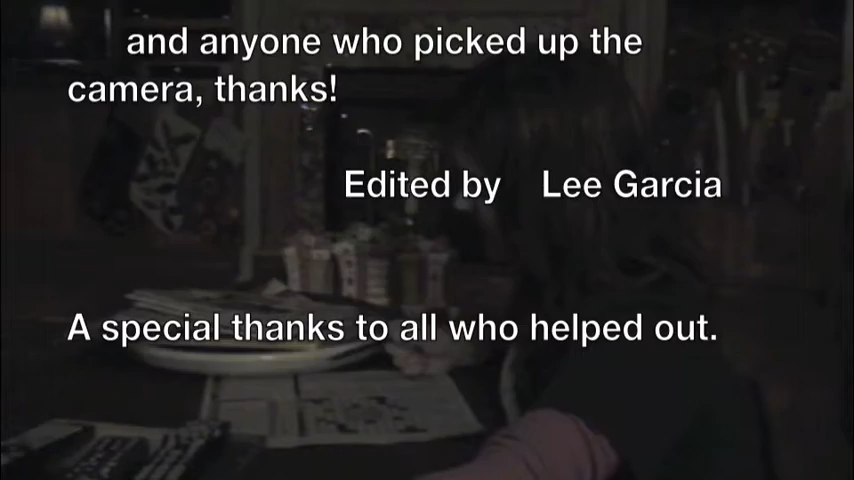 and anyone who picked up the
camera, thanks!
Edited by Lee Garcia
A special thanks to all who helped out.